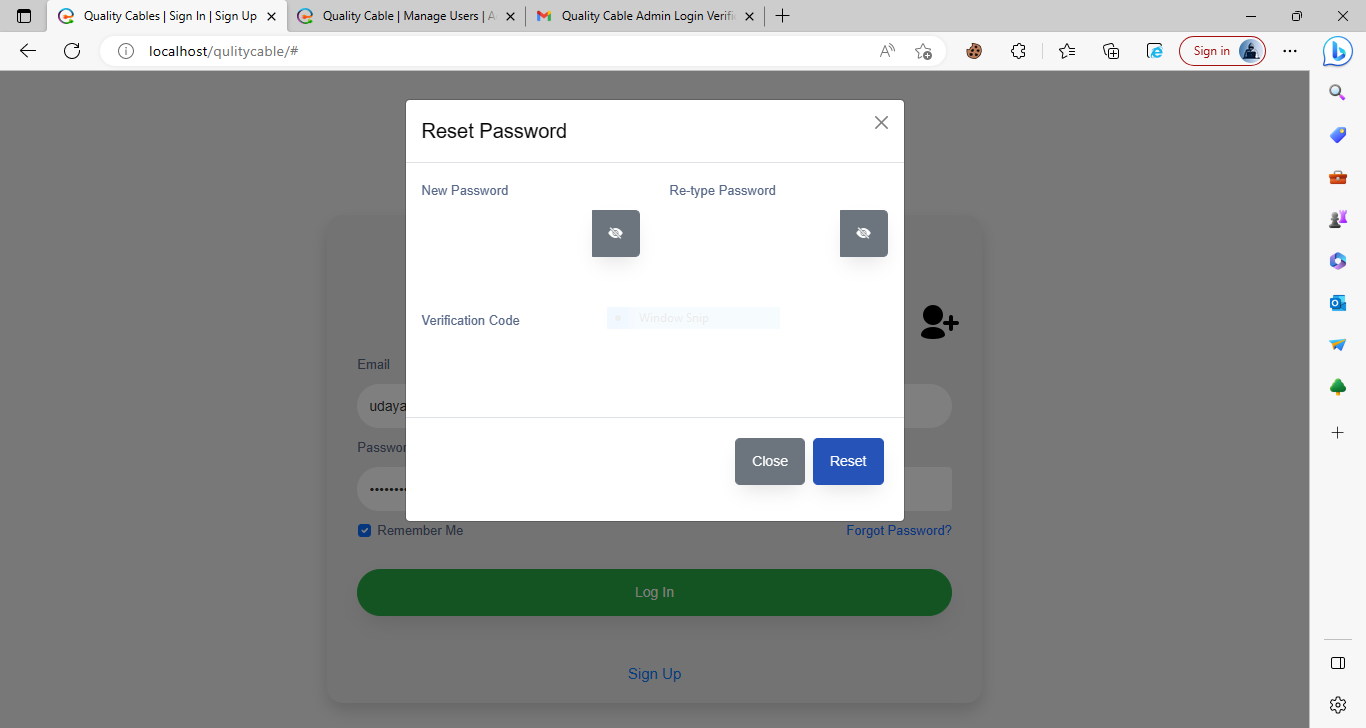 Quality Cables | Sign In | Sign Up
Quality Cable | Manage Users | A
Quality Cable Admin Login Verifi
localhost/qulitycable/#
Sign in
Reset Password
New Password
Re-type Password
Verification Code
Window Snip
Email
udaya
Passwor
Close
Reset
Remember Me
Forgot Password?
Log In
Sign Up